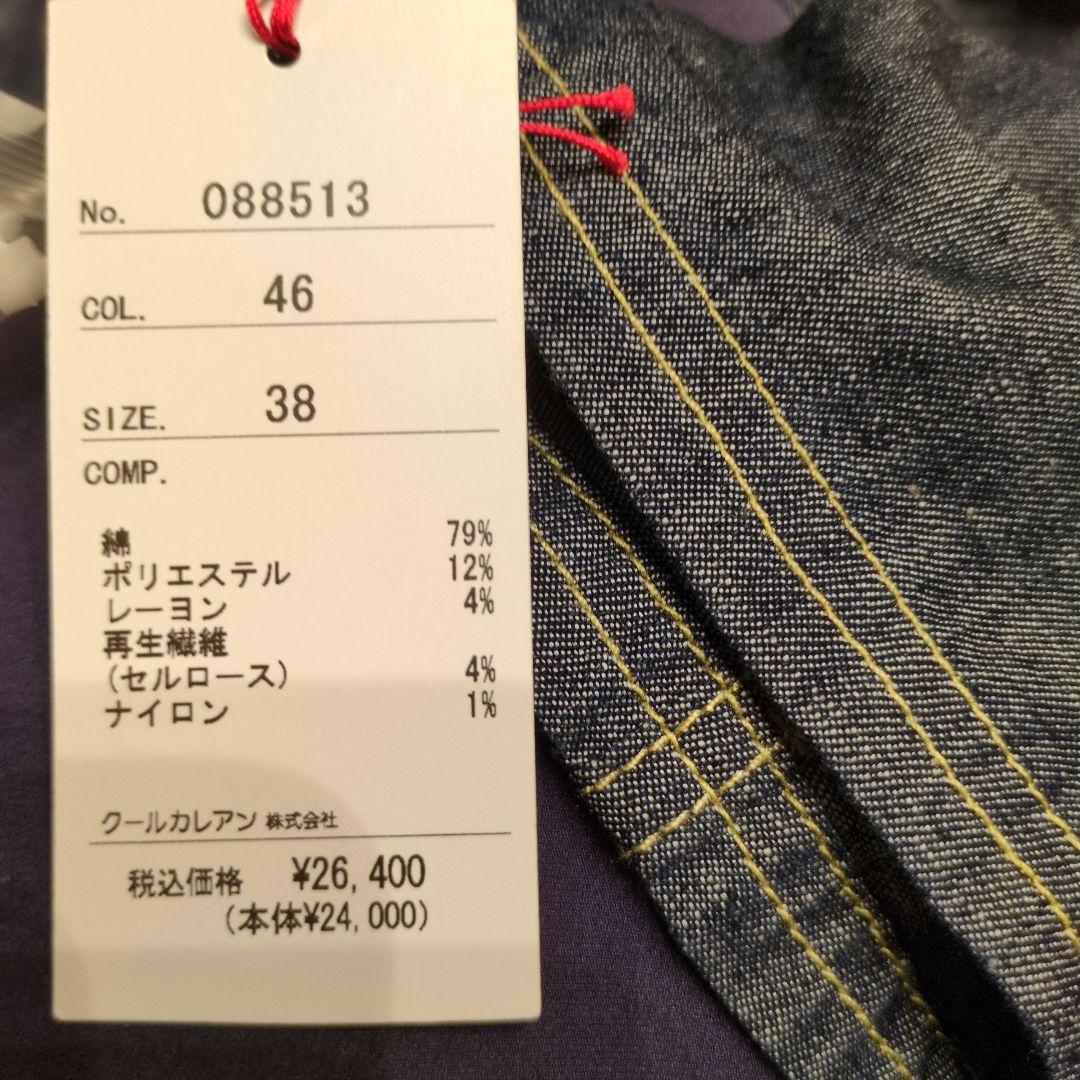 No. 088513
COL. 46
SIZE. 38
COMP.
綿 79%
ポリエステル 12%
レーヨン 4%
再生繊維
(セルロース) 4%
ナイロン 1%
クールカレアン 株式会社
税込価格 ¥26,400
(本体¥24,000)